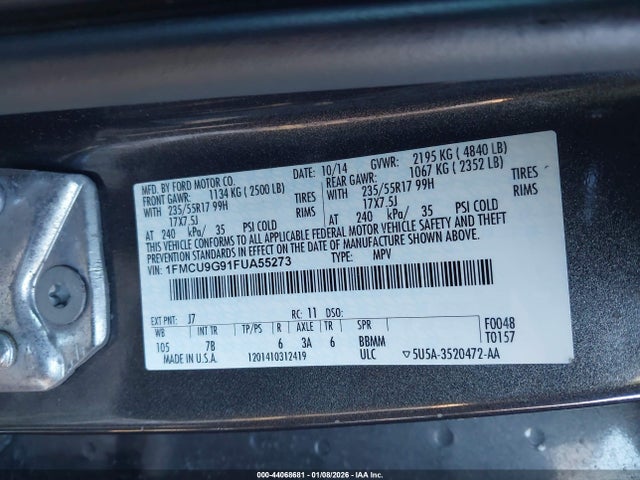 MFD. BY FORD MOTOR CO. 10/14 GVWR: 2195 KG ( 4840 LB)
FRONT GAWR: 1134 KG ( 2500 LB) REAR GAWR: 1067 KG ( 2352 LB)
WITH 235/55R17 99H TIRES WITH 235/55R17 99H TIRES
17X7.5J RIMS 17X7.5J RIMS
AT 240 kPa/ 35 PSI COLD AT 240 kPa/ 35 PSI COLD
THIS VEHICLE CONFORMS TO ALL APPLICABLE FEDERAL MOTOR VEHICLE SAFETY AND THEFT
PREVENTION STANDARDS IN EFFECT ON THE DATE OF MANUFACTURE SHOWN ABOVE.
VIN: 1FMCU9G91FUA55273 TYPE: MPV
EXT PNT: J7 RC: 11 DSO:
WB INT TR TP/PS R AXLE TR SPR F0048
105 7B 6 3A 6 BBMM T0157
MADE IN U.S.A. 1201410312419 ULC 5U5A-3520472-AA
000-44068681 - 01/08/2026 - IAA Inc.